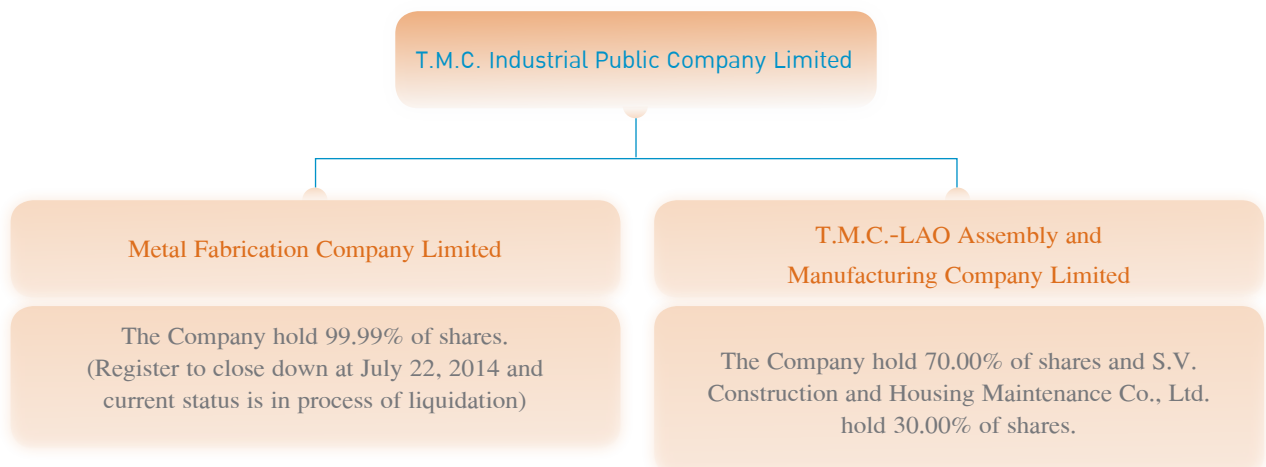 T.M.C. Industrial Public Company Limited
Metal Fabrication Company Limited
The Company hold 99.99% of shares.
(Register to close down at July 22, 2014 and
current status is in process of liquidation)
T.M.C.-LAO Assembly and
Manufacturing Company Limited
The Company hold 70.00% of shares and S.V.
Construction and Housing Maintenance Co., Ltd.
hold 30.00% of shares.